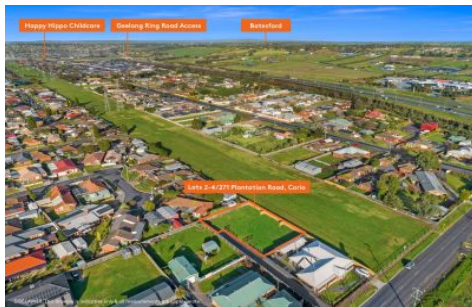 Happy Hippo Childcare
Geelong Ring Road Access
Batesford
Lots 2-4/271 Plantation Road, Corio